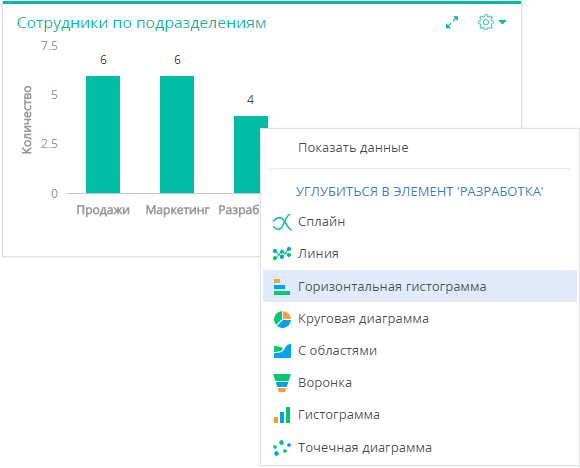 Сотрудники по подразделениям
7.5
5
2.5
0
Количество
6
6
4
Продажи
Маркетинг
Разраб
Показать данные
УГЛУБИТЬСЯ В ЭЛЕМЕНТ 'РАЗРАБОТКА'
Сплайн
Линия
Горизонтальная гистограмма
Круговая диаграмма
С областями
Воронка
Гистограмма
Точечная диаграмма